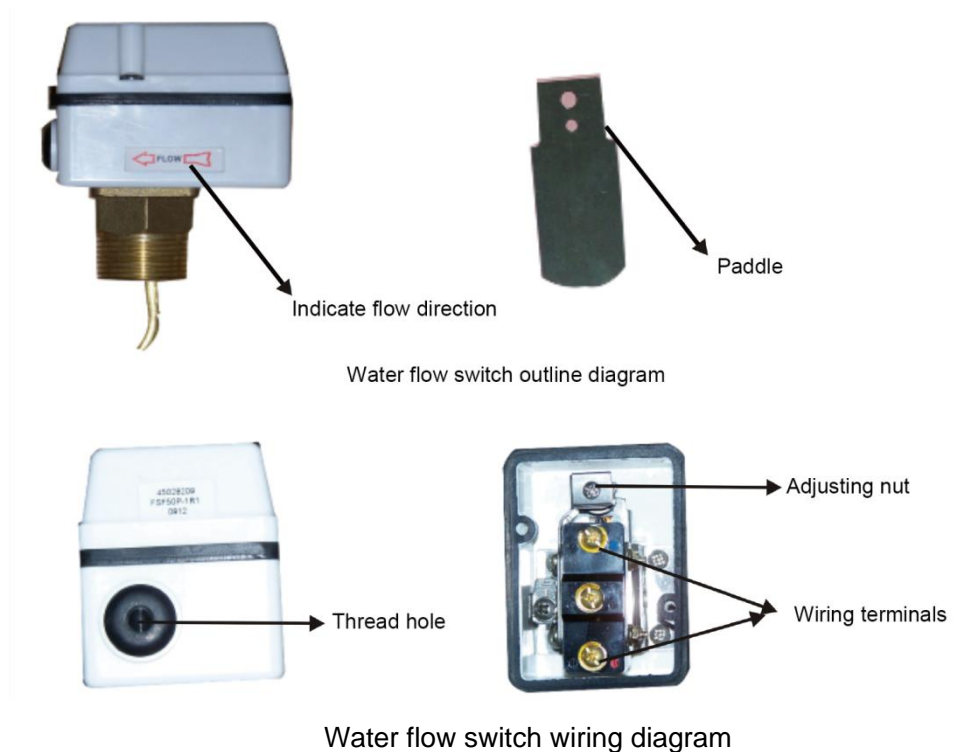 FLOW
Paddle
Indicate flow direction
Water flow switch outline diagram
45028209
FSF50P-1R1
0912
Adjusting nut
Thread hole
Wiring terminals
Water flow switch wiring diagram